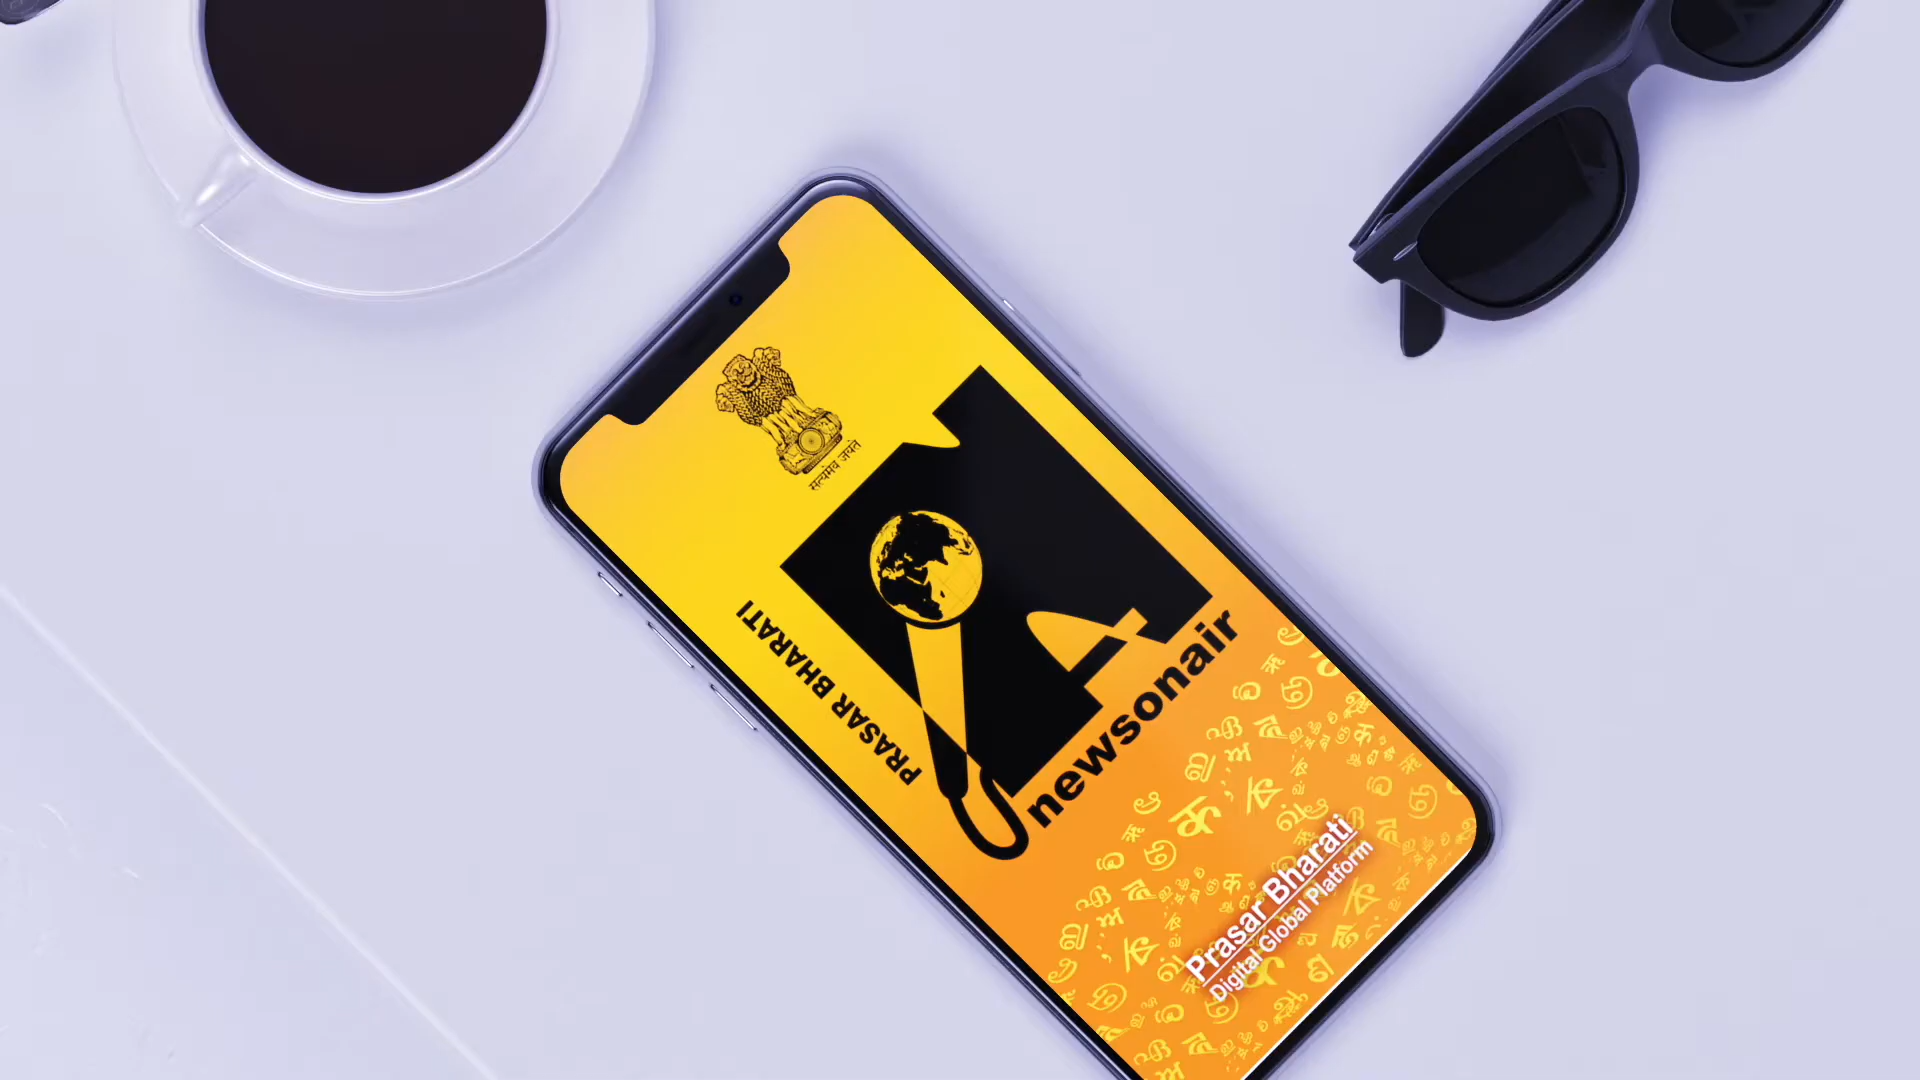 सत्यमेव जयते
PRASAR BHARATI
newsonair
Prasar Bharati
Digital Global Platform